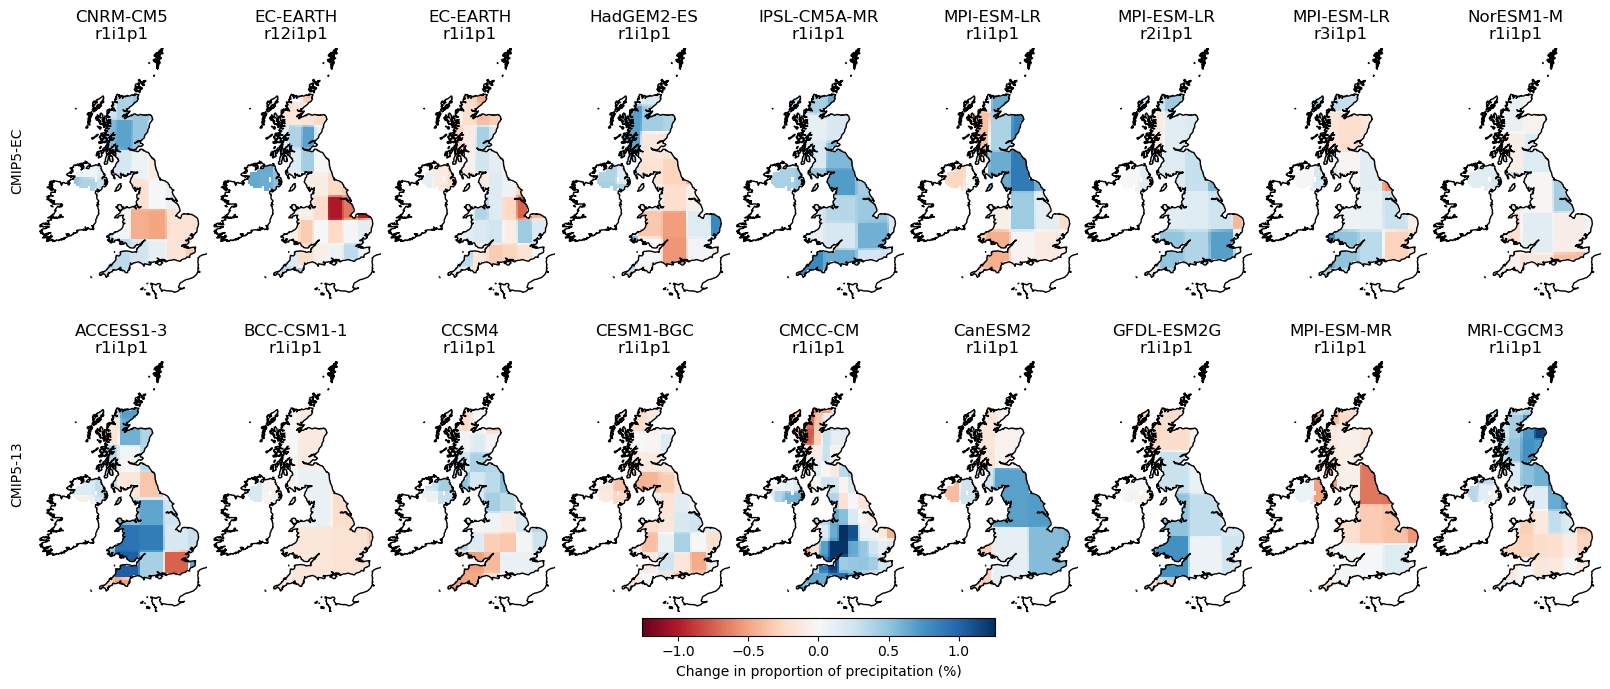 CNRM-CM5 EC-EARTH EC-EARTH HadGEM2-ES IPSL-CM5A-MR MPI-ESM-LR MPI-ESM-LR MPI-ESM-LR NorESM1-M
r1i1p1 r12i1p1 r1i1p1 r1i1p1 r1i1p1 r1i1p1 r2i1p1 r3i1p1 r1i1p1
CMIP5-EC
ACCESS1-3 BCC-CSM1-1 CCSM4 CESM1-BGC CMCC-CM CanESM2 GFDL-ESM2G MPI-ESM-MR MRI-CGCM3
r1i1p1 r1i1p1 r1i1p1 r1i1p1 r1i1p1 r1i1p1 r1i1p1 r1i1p1 r1i1p1
CMIP5-13
−1.0 −0.5 0.0 0.5 1.0
Change in proportion of precipitation (%)